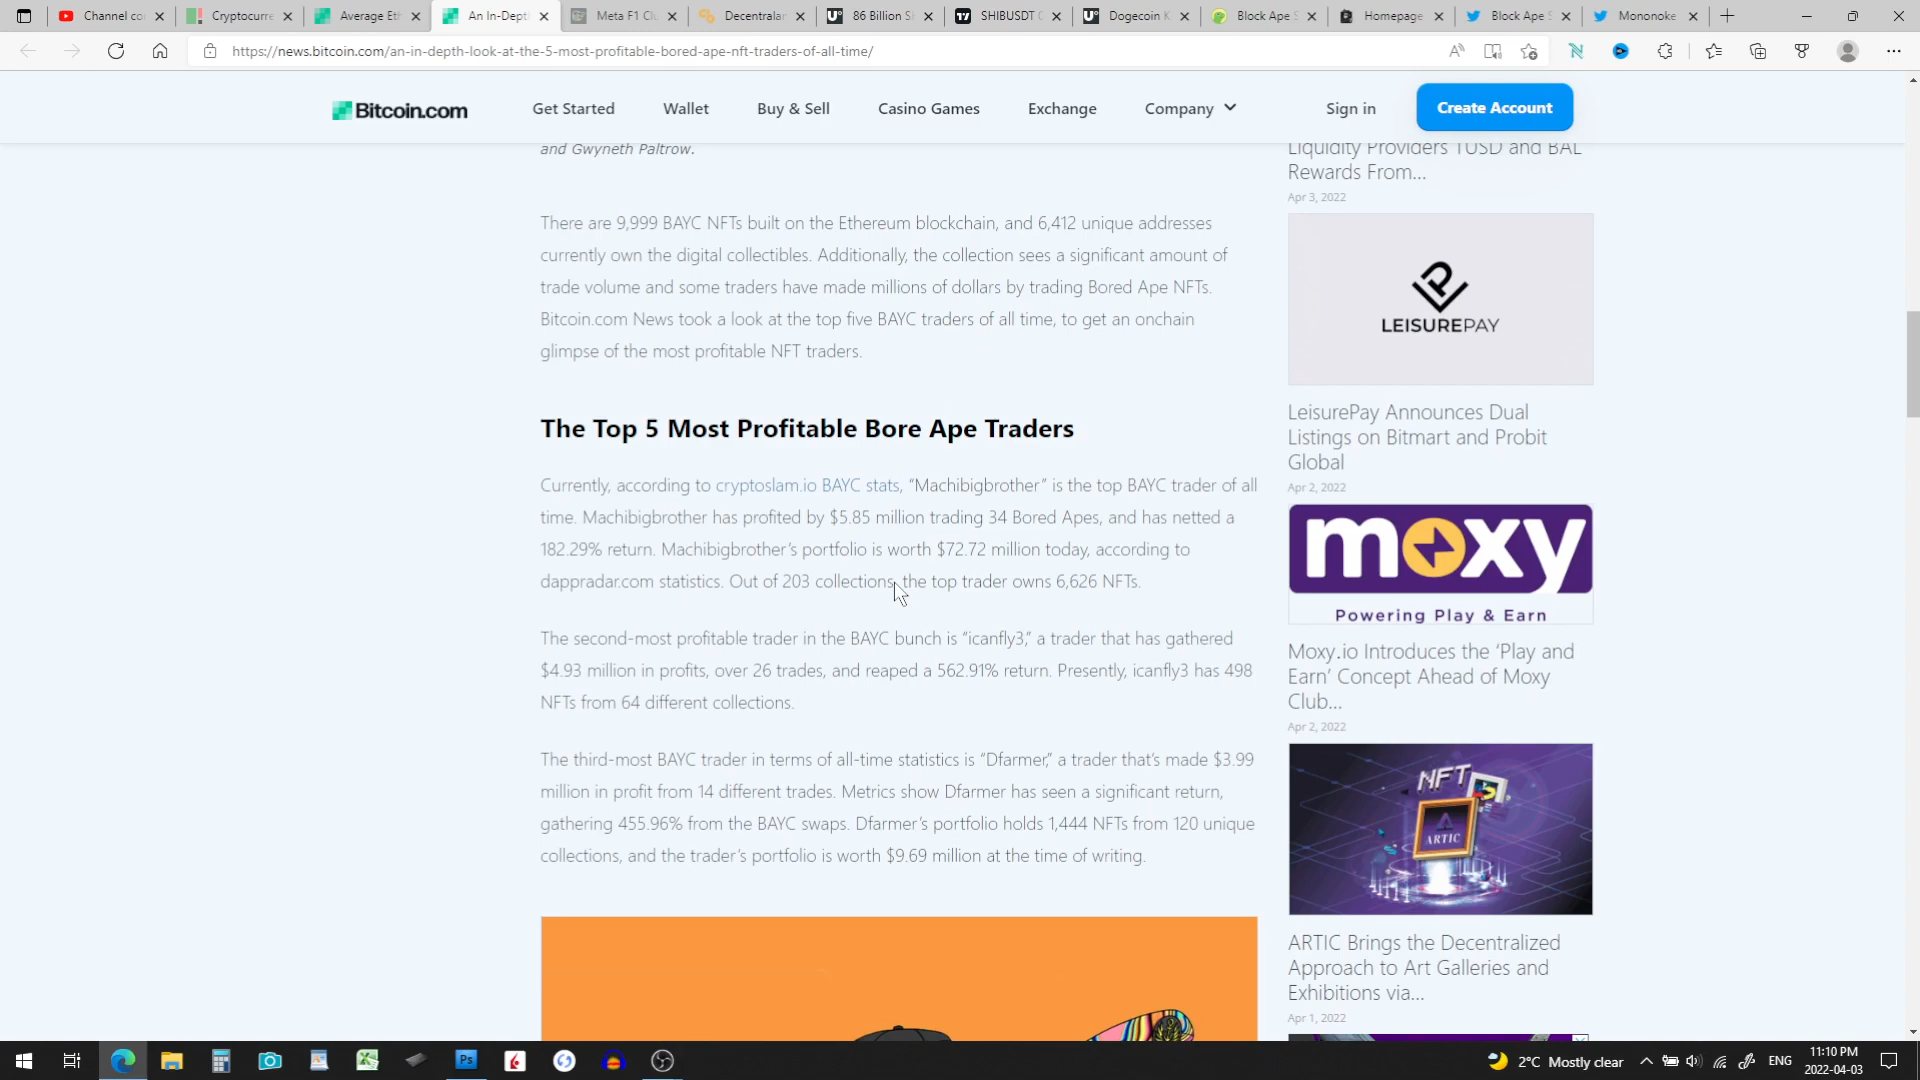 Channel co
Cryptocurre
Average Eth
An In-Dept
Meta F1 Clu
Decentralan
86 Billion S
SHIBUSDT C
Dogecoin K
Block Ape S
Homepage
Block Ape S
Mononoke
https://news.bitcoin.com/an-in-depth-look-at-the-5-most-profitable-bored-ape-nft-traders-of-all-time/
Bitcoin.com
Get Started
Wallet
Buy & Sell
Casino Games
Exchange
Company
Sign in
Create Account
and Gwyneth Paltrow.
There are 9,999 BAYC NFTs built on the Ethereum blockchain, and 6,412 unique addresses
currently own the digital collectibles. Additionally, the collection sees a significant amount of
trade volume and some traders have made millions of dollars by trading Bored Ape NFTs.
Bitcoin.com News took a look at the top five BAYC traders of all time, to get an onchain
glimpse of the most profitable NFT traders.
The Top 5 Most Profitable Bore Ape Traders
Currently, according to cryptoslam.io BAYC stats, “Machibigbrother” is the top BAYC trader of all
time. Machibigbrother has profited by $5.85 million trading 34 Bored Apes, and has netted a
182.29% return. Machibigbrother’s portfolio is worth $72.72 million today, according to
dappradar.com statistics. Out of 203 collections, the top trader owns 6,626 NFTs.
The second-most profitable trader in the BAYC bunch is “icanfly3,” a trader that has gathered
$4.93 million in profits, over 26 trades, and reaped a 562.91% return. Presently, icanfly3 has 498
NFTs from 64 different collections.
The third-most BAYC trader in terms of all-time statistics is “Dfarmer,” a trader that’s made $3.99
million in profit from 14 different trades. Metrics show Dfarmer has seen a significant return,
gathering 455.96% from the BAYC swaps. Dfarmer’s portfolio holds 1,444 NFTs from 120 unique
collections, and the trader’s portfolio is worth $9.69 million at the time of writing.
Liquidity Providers TUSD and BAL
Rewards From...
Apr 3, 2022
LEISUREPAY
LeisurePay Announces Dual
Listings on Bitmart and Probit
Global
Apr 2, 2022
moxy
Powering Play & Earn
Moxy.io Introduces the ‘Play and
Earn’ Concept Ahead of Moxy
Club...
Apr 2, 2022
NFT
ARTIC
ARTIC Brings the Decentralized
Approach to Art Galleries and
Exhibitions via...
Apr 1, 2022
Ps
2°C Mostly clear
ENG
11:10 PM
2022-04-03